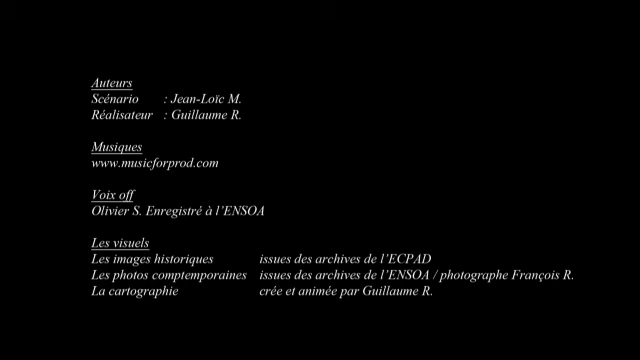 Auteurs
Scénario : Jean-Loïc M.
Réalisateur : Guillaume R.
Musiques
www.musicforprod.com
Voix off
Olivier S. Enregistré à l’ENSOA
Les visuels
Les images historiques issues des archives de l’ECPAD
Les photos comptemporaines issues des archives de l’ENSOA / photographe François R.
La cartographie crée et animée par Guillaume R.